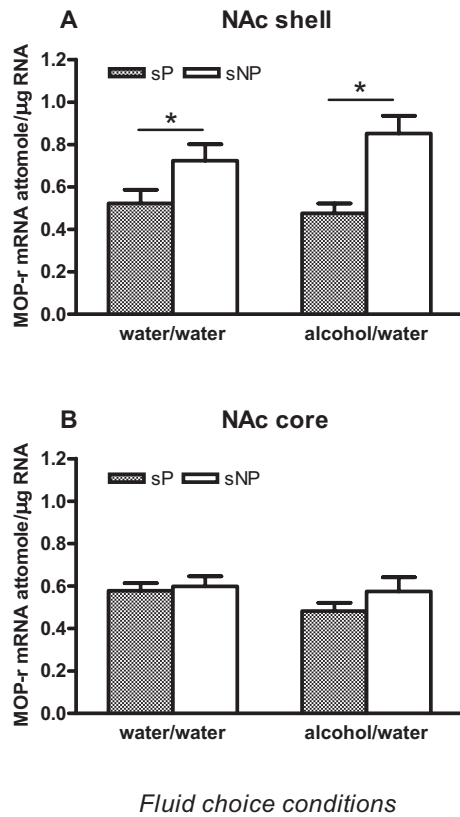 A NAc shell
MOP-r mRNA attomole/µg RNA
1.2
1.0
0.8
0.6
0.4
0.2
0.0
sP sNP
* *
water/water alcohol/water
B NAc core
MOP-r mRNA attomole/µg RNA
1.2
1.0
0.8
0.6
0.4
0.2
0.0
sP sNP
water/water alcohol/water
Fluid choice conditions